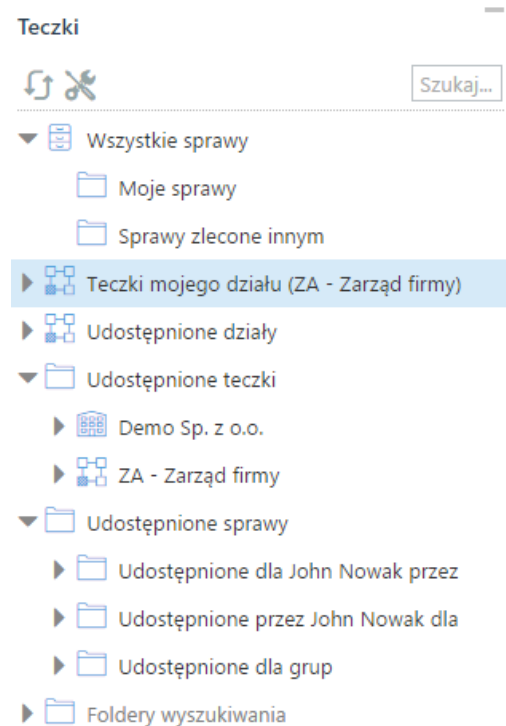 Teczki
Szukaj...
Wszystkie sprawy
Moje sprawy
Sprawy zlecone innym
Teczki mojego działu (ZA - Zarząd firmy)
Udostępnione działy
Udostępnione teczki
Demo Sp. z o.o.
ZA - Zarząd firmy
Udostępnione sprawy
Udostępnione dla John Nowak przez
Udostępnione przez John Nowak dla
Udostępnione dla grup
Foldery wyszukiwania